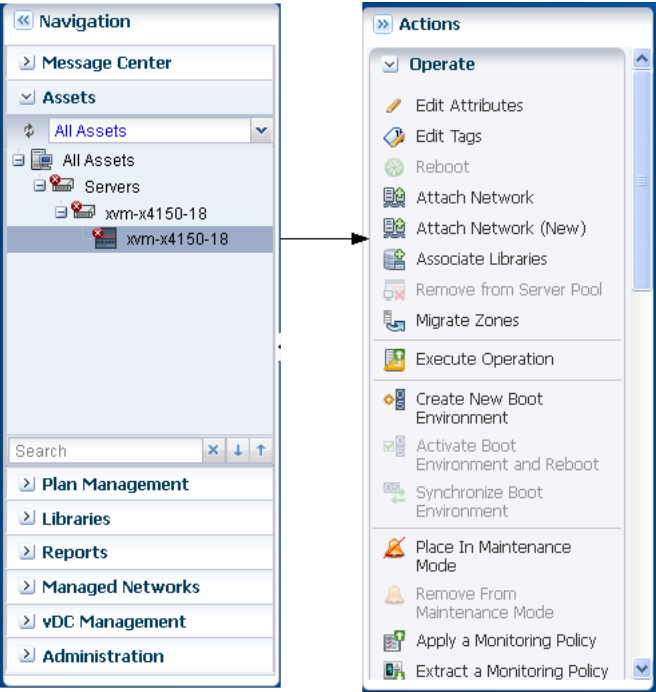 Navigation
Message Center
Assets
All Assets
All Assets
Servers
xvm-x4150-18
xvm-x4150-18
Search
Plan Management
Libraries
Reports
Managed Networks
vDC Management
Administration
Actions
Operate
Edit Attributes
Edit Tags
Reboot
Attach Network
Attach Network (New)
Associate Libraries
Remove from Server Pool
Migrate Zones
Execute Operation
Create New Boot
Environment
Activate Boot
Environment and Reboot
Synchronize Boot
Environment
Place In Maintenance
Mode
Remove From
Maintenance Mode
Apply a Monitoring Policy
Extract a Monitoring Policy